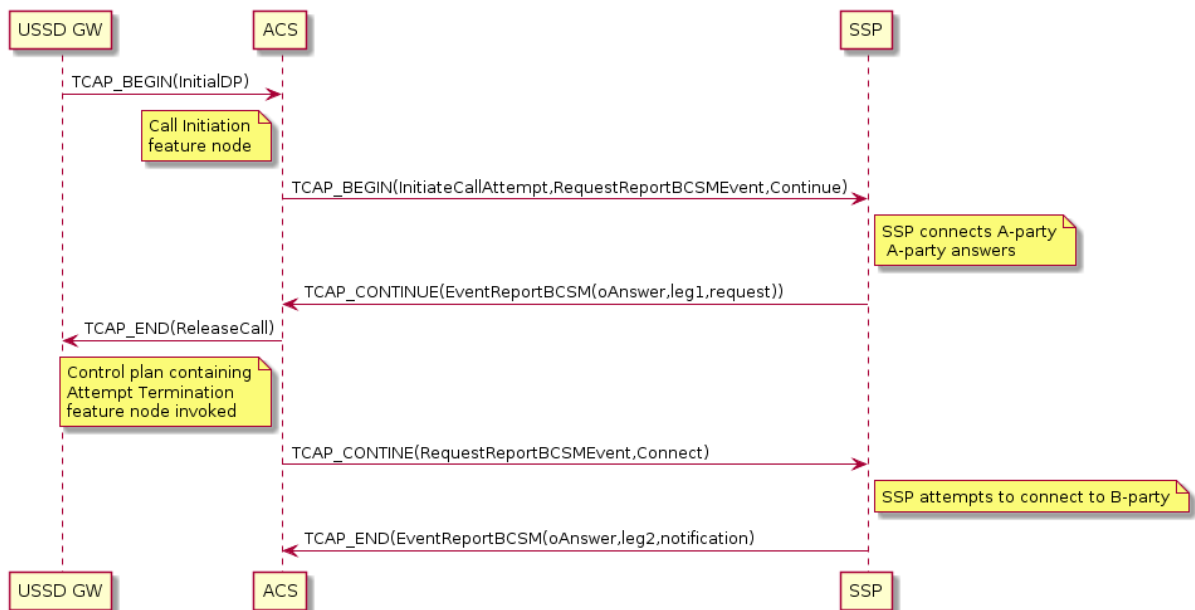 USSD GW
ACS
SSP
TCAP_BEGIN(InitialDP)
Call Initiation
feature node
TCAP_BEGIN(InitiateCallAttempt,RequestReportBCSMEvent,Continue)
SSP connects A-party
A-party answers
TCAP_CONTINUE(EventReportBCSM(oAnswer,leg1,request))
TCAP_END(ReleaseCall)
Control plan containing
Attempt Termination
feature node invoked
TCAP_CONTINE(RequestReportBCSMEvent,Connect)
SSP attempts to connect to B-party
TCAP_END(EventReportBCSM(oAnswer,leg2,notification)
USSD GW
ACS
SSP